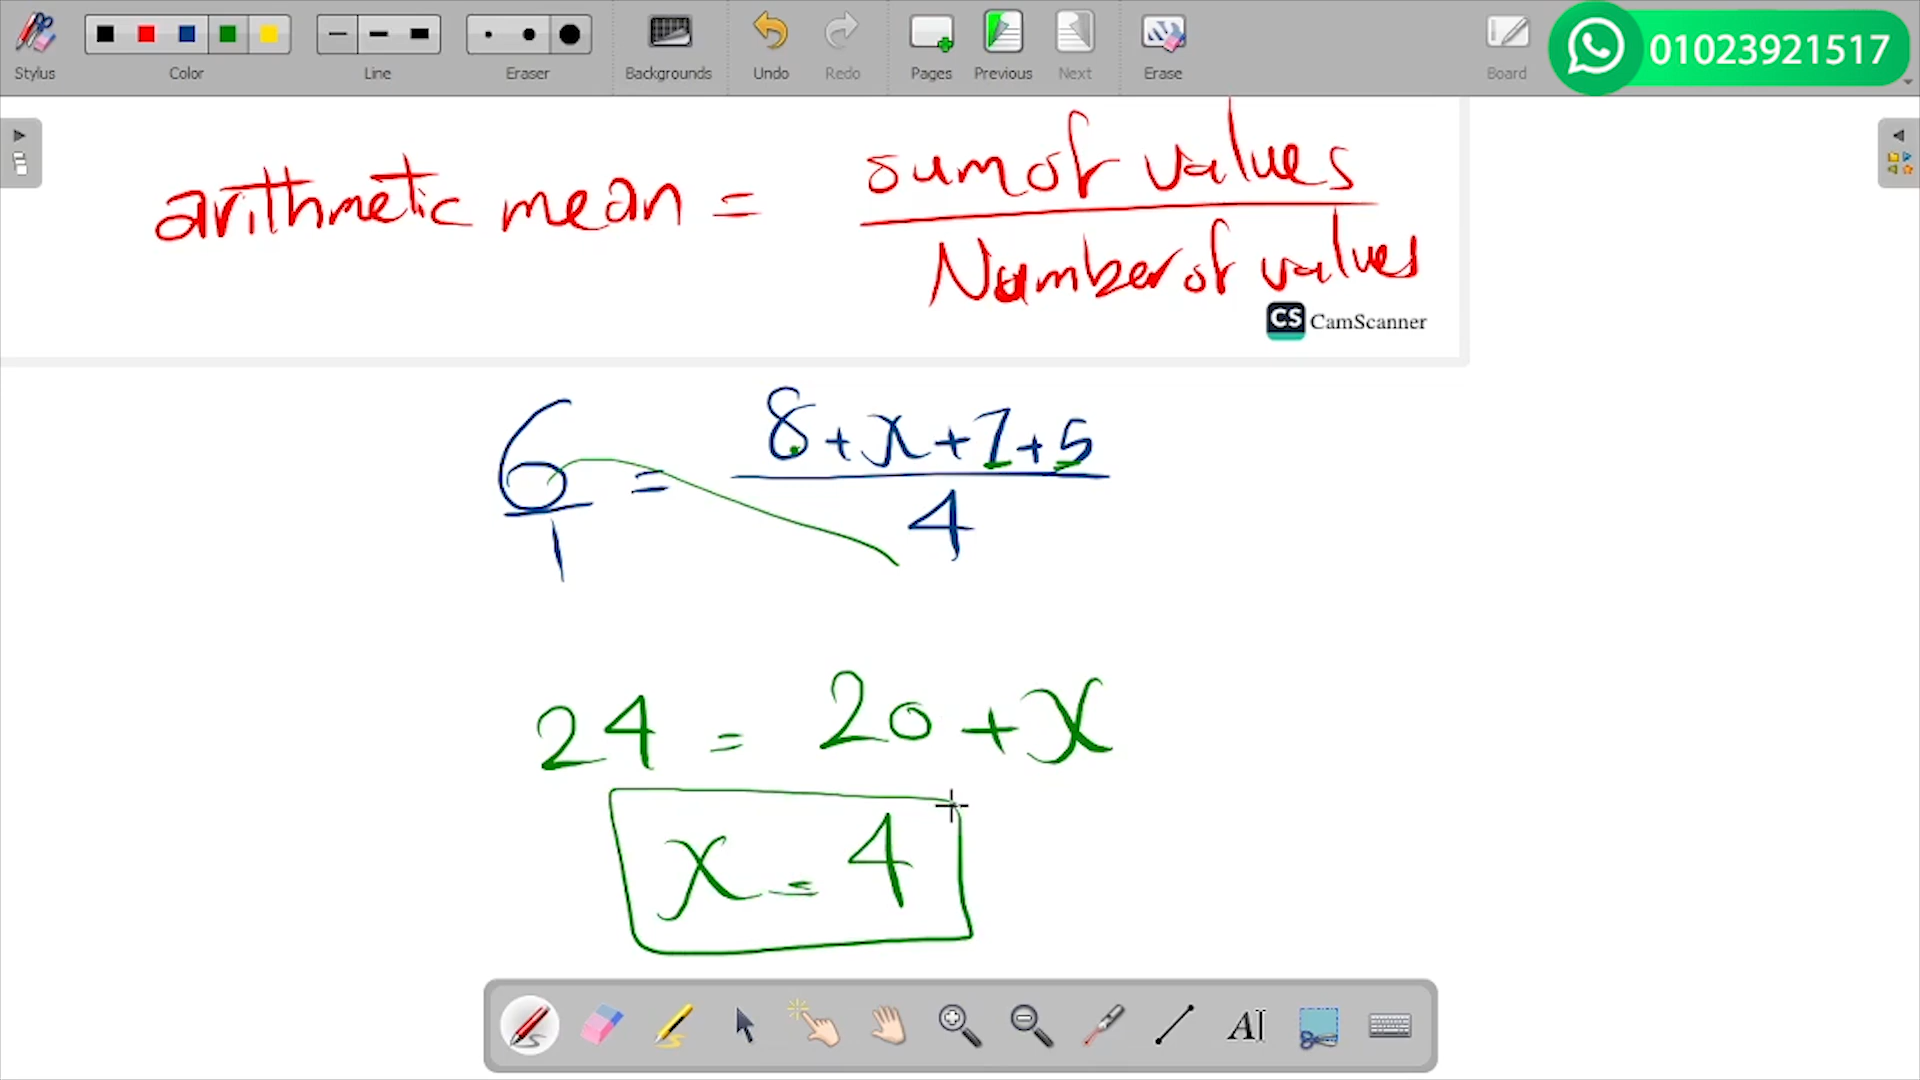 Stylus Color Line Eraser Backgrounds Undo Redo Pages Previous Next Erase Board
01023921517
arithmetic mean = sum of values / Number of values
CS CamScanner
6/1 = 8+x+7+5 / 4
24 = 20 + x
x = 4